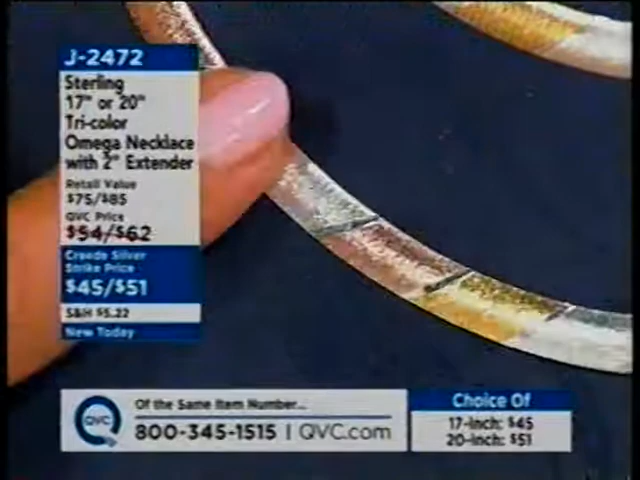 J-2472
Sterling
17" or 20"
Tri-color
Omega Necklace
with 2" Extender
Retail Value
$75/$85
QVC Price
$54/$62
Creede Silver
Strike Price
$45/$51
S&H $5.22
New Today
QVC
Of the Same Item Number...
800-345-1515 | QVC.com
Choice Of
17-inch: $45
20-inch: $51